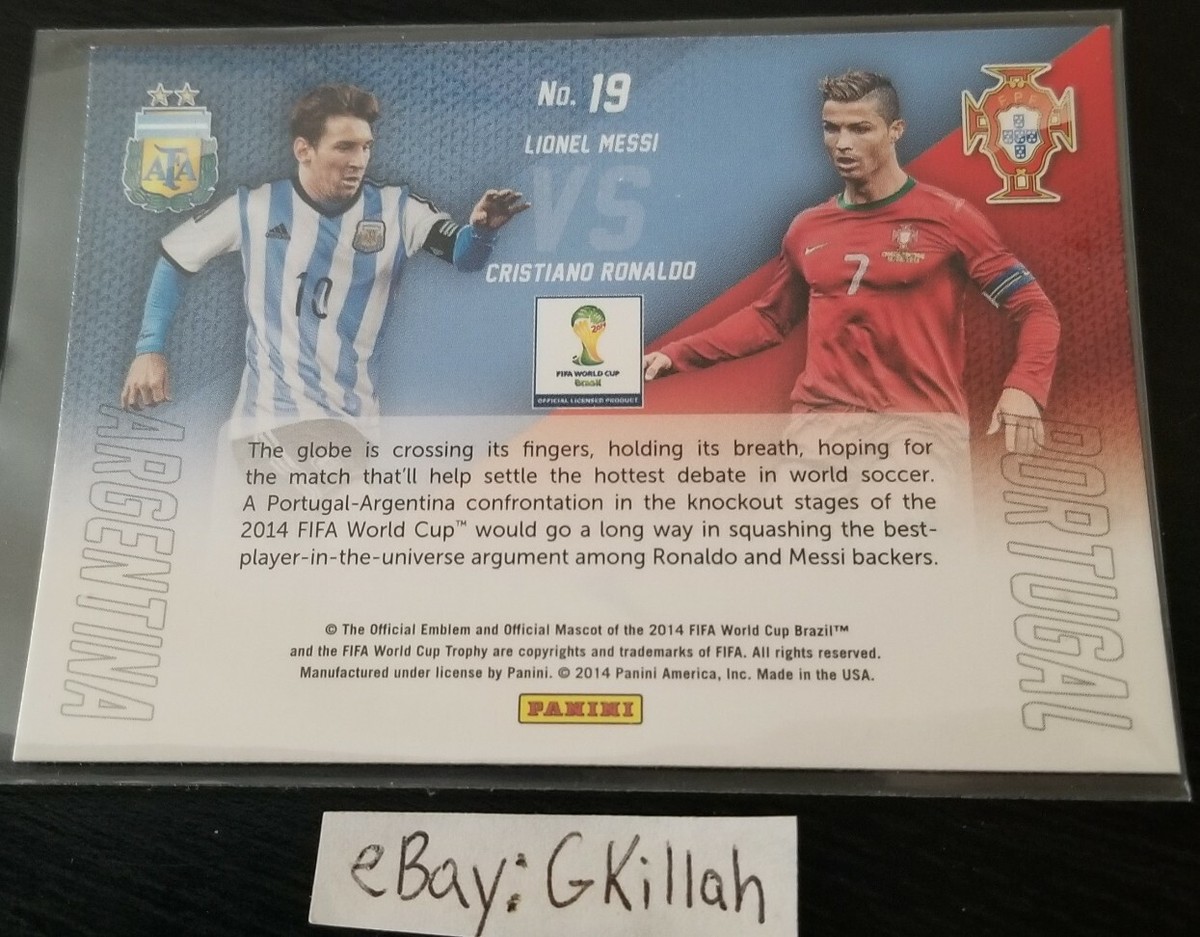 No. 19
LIONEL MESSI
VS
CRISTIANO RONALDO
AFA
F.P.F.
10
7
2014
FIFA WORLD CUP
Brasil
OFFICIAL LICENSED PRODUCT
ARGENTINA
PORTUGAL
The globe is crossing its fingers, holding its breath, hoping for
the match that'll help settle the hottest debate in world soccer.
A Portugal-Argentina confrontation in the knockout stages of the
2014 FIFA World Cup™ would go a long way in squashing the best-
player-in-the-universe argument among Ronaldo and Messi backers.
© The Official Emblem and Official Mascot of the 2014 FIFA World Cup Brazil™
and the FIFA World Cup Trophy are copyrights and trademarks of FIFA. All rights reserved.
Manufactured under license by Panini. © 2014 Panini America, Inc. Made in the USA.
PANINI
eBay: GKillah